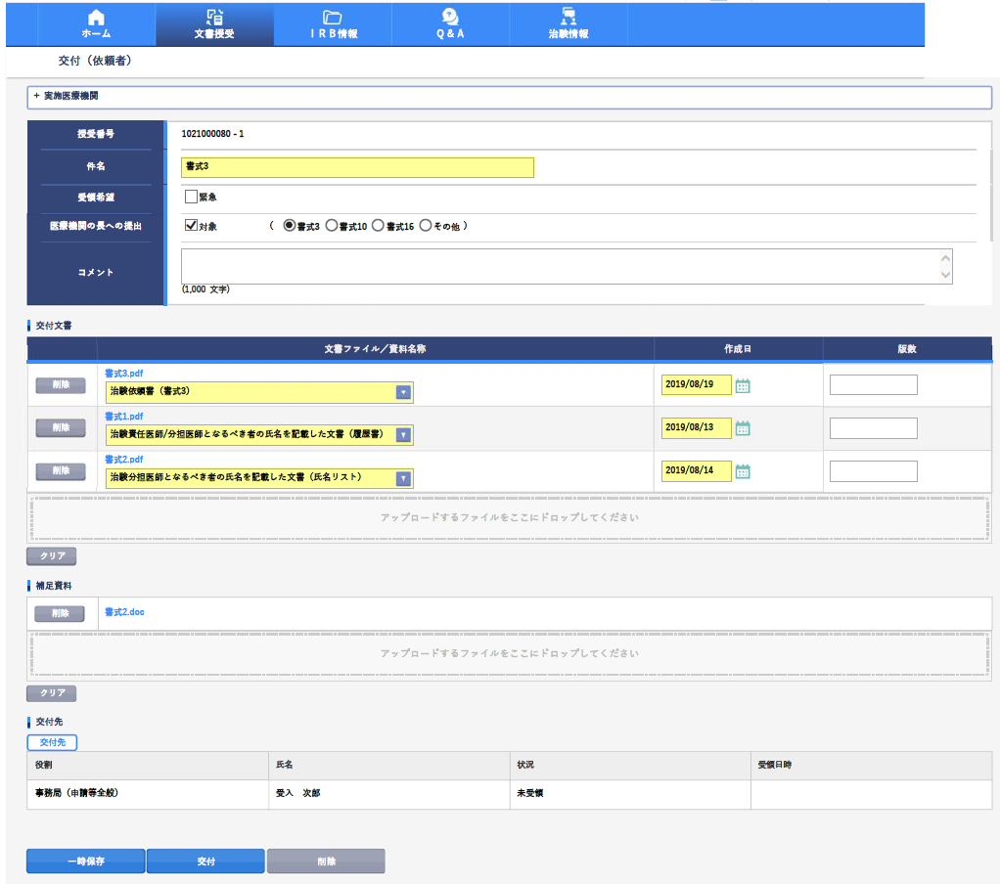 ホーム
文書授受
ＩＲＢ情報
Q＆A
治験情報
交付（依頼者）
+ 実施医療機関
授受番号
1021000080 - 1
件名
書式3
受領希望
緊急
医療機関の長への提出
対象
( 書式3 書式10 書式16 その他 )
コメント
(1,000 文字)
交付文書
文書ファイル／資料名称
作成日
版数
削除
書式3.pdf
治験依頼書（書式3）
2019/08/19
削除
書式1.pdf
治験責任医師/分担医師となるべき者の氏名を記載した文書（履歴書）
2019/08/13
削除
書式2.pdf
治験分担医師となるべき者の氏名を記載した文書（氏名リスト）
2019/08/14
アップロードするファイルをここにドロップしてください
クリア
補足資料
削除
書式2.doc
アップロードするファイルをここにドロップしてください
クリア
交付先
交付先
役割
氏名
状況
受領日時
事務局（申請等全般）
受入　次郎
未受領
一時保存
交付
削除